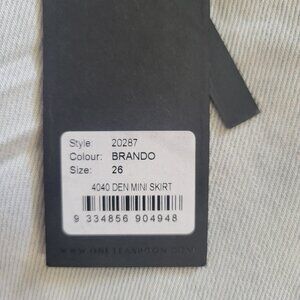 Style: 20287
Colour: BRANDO
Size: 26
4040 DEN MINI SKIRT
9 334856 904948